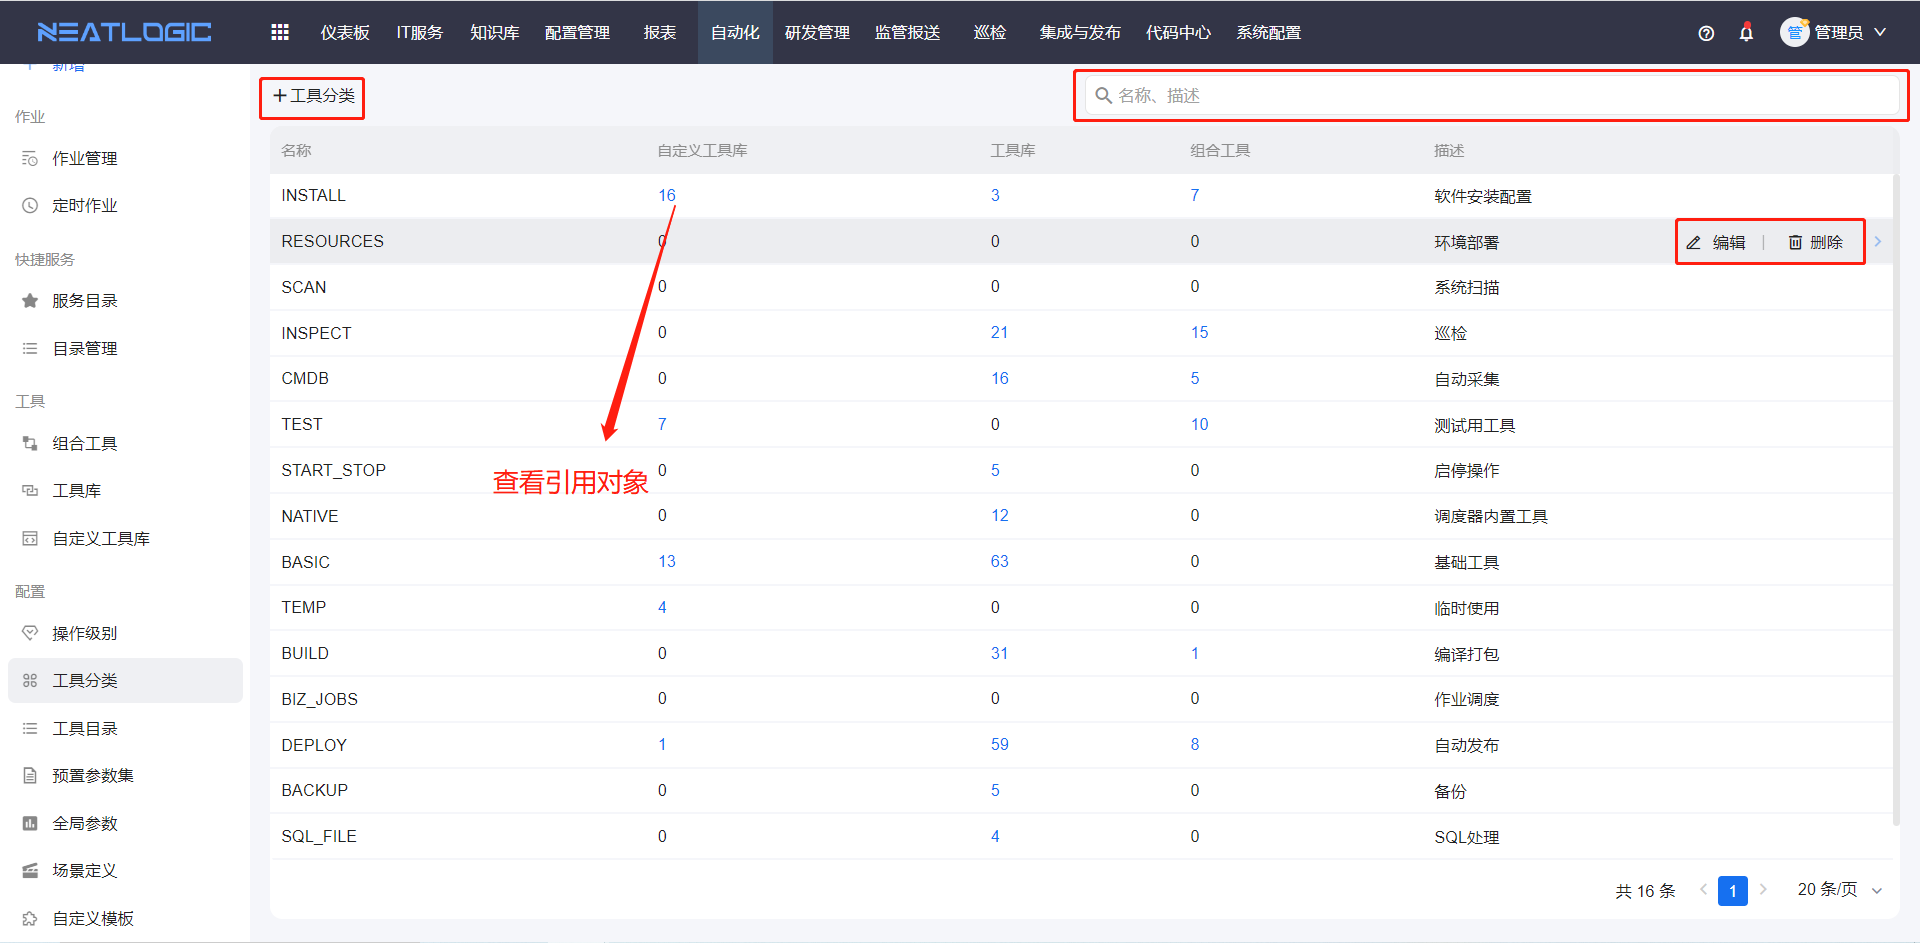 NEATLOGIC
仪表板 IT服务 知识库 配置管理 报表 自动化 研发管理 监管报送 巡检 集成与发布 代码中心 系统配置
管 管理员
新增
作业
作业管理
定时作业
快捷服务
服务目录
目录管理
工具
组合工具
工具库
自定义工具库
配置
操作级别
工具分类
工具目录
预置参数集
全局参数
场景定义
自定义模板
+工具分类
名称、描述
名称 自定义工具库 工具库 组合工具 描述
INSTALL 16 3 7 软件安装配置
RESOURCES 0 0 0 环境部署 编辑 | 删除
SCAN 0 0 0 系统扫描
INSPECT 0 21 15 巡检
CMDB 0 16 5 自动采集
TEST 7 0 10 测试用工具
START_STOP 0 5 0 启停操作
查看引用对象
NATIVE 0 12 0 调度器内置工具
BASIC 13 63 0 基础工具
TEMP 4 0 0 临时使用
BUILD 0 31 1 编译打包
BIZ_JOBS 0 0 0 作业调度
DEPLOY 1 59 8 自动发布
BACKUP 0 5 0 备份
SQL_FILE 0 4 0 SQL处理
共 16 条 1 20 条/页